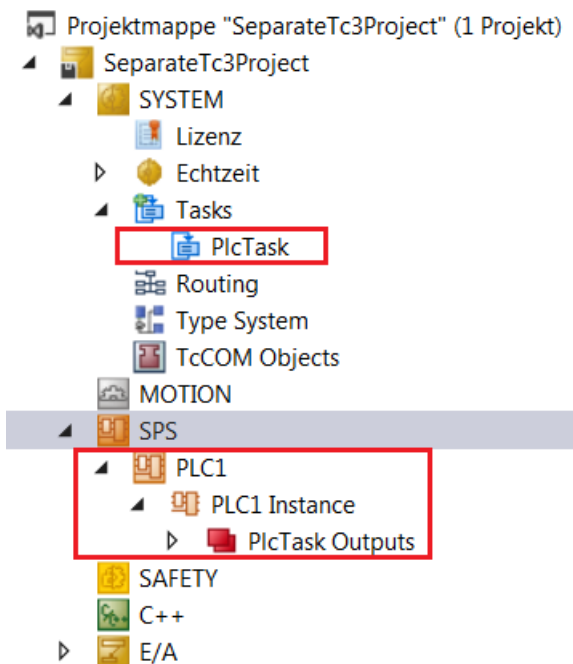 Projektmappe "SeparateTc3Project" (1 Projekt)
SeparateTc3Project
SYSTEM
Lizenz
Echtzeit
Tasks
PlcTask
Routing
Type System
TcCOM Objects
MOTION
SPS
PLC1
PLC1 Instance
PlcTask Outputs
SAFETY
C++
E/A